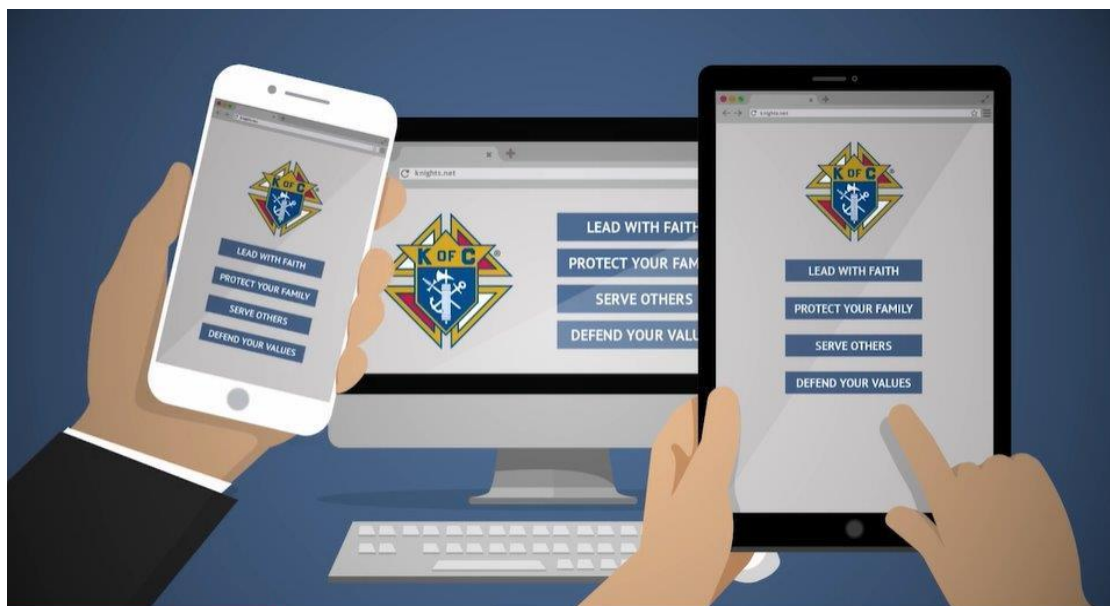 K OF C
LEAD WITH FAITH
PROTECT YOUR FAMILY
SERVE OTHERS
DEFEND YOUR VALUES
knights.net
K OF C
®
LEAD WITH FAITH
PROTECT YOUR FAM
SERVE OTHERS
DEFEND YOUR VALU
knights.net
K OF C
LEAD WITH FAITH
PROTECT YOUR FAMILY
SERVE OTHERS
DEFEND YOUR VALUES